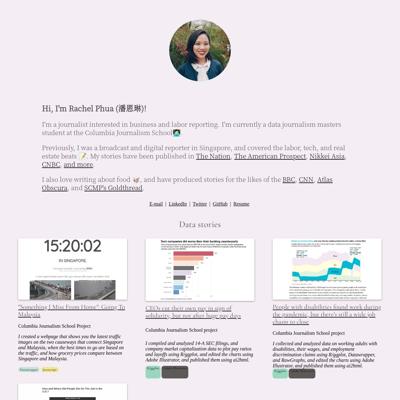 Hi, I'm Rachel Phua (潘恩琳)!
I'm a journalist interested in business and labor reporting. I'm currently a data journalism masters
student at the Columbia Journalism School
Previously, I was a broadcast and digital reporter in Singapore, and covered the labor, tech, and real
estate beats. My stories have been published in The Nation, The American Prospect, Nikkei Asia,
CNBC, and more.
I also love writing about food, and have produced stories for the likes of the BBC, CNN, Atlas
Obscura, and SCMP's Goldthread.
E-mail | LinkedIn | Twitter | GitHub | Resume
Data stories
15:20:02
IN SINGAPORE
"Something I Miss From Home": Going To
Malaysia
Columbia Journalism School Project
I created a webpage that shows you the latest traffic
images on the two causeways that connect Singapore
and Malaysia, when the best times to go are based on
the traffic, and how grocery prices compare between
Singapore and Malaysia.
CEOs cut their own pay in sign of
solidarity, but not after huge pay days
Columbia Journalism School project
I compiled and analyzed 14-A SEC filings, and
company market capitalization data to plot pay ratios
and layoffs using Rggplot, and edited the charts using
Adobe Illustrator, and published them using ai2html.
People with disabilities found work during
the pandemic, but there's still a wide job
chasm to close
Columbia Journalism School project
I collected and analyzed data on working adults with
disabilities, their wages, and employment
discrimination claims using Rggplot, Datawrapper,
and RawGraphs, and edited the charts using Adobe
Illustrator, and published them using ai2html.